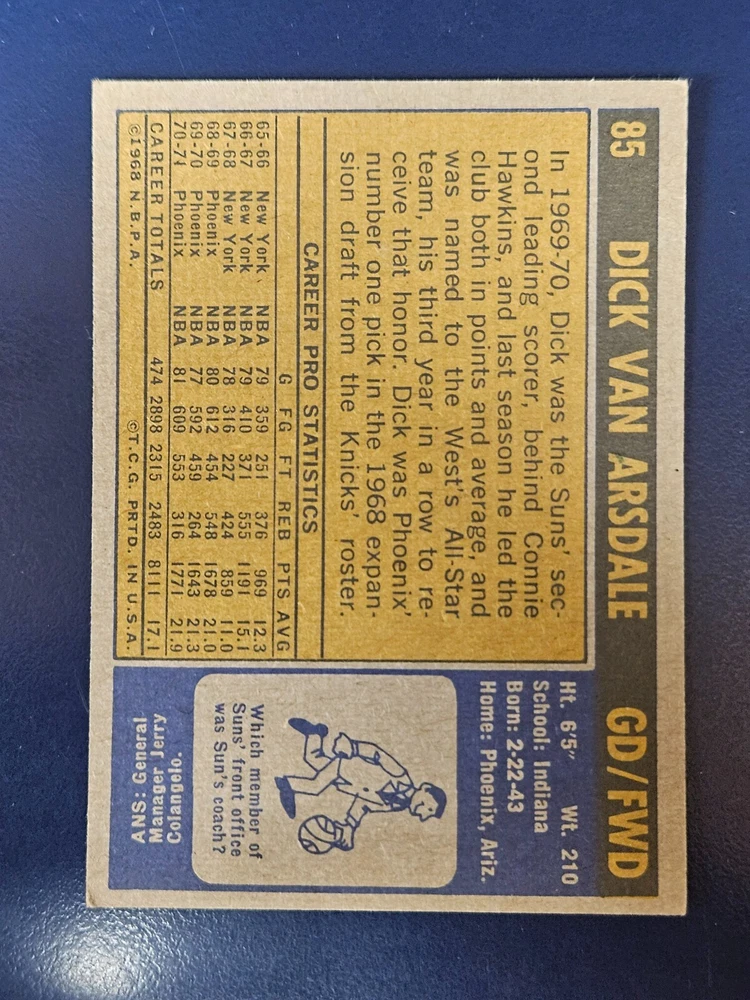 85 DICK VAN ARSDALE GD/FWD
In 1969-70, Dick was the Suns' sec-
ond leading scorer, behind Connie
Hawkins, and last season he led the
club both in points and average, and
was named to the West's All-Star
team, his third year in a row to re-
ceive that honor. Dick was Phoenix'
number one pick in the 1968 expan-
sion draft from the Knicks' roster.
CAREER PRO STATISTICS
G FG FT REB PTS AVG
65-66 New York NBA 79 359 251 376 969 12.3
66-67 New York NBA 79 410 371 555 1191 15.1
67-68 New York NBA 78 316 227 424 859 11.0
68-69 Phoenix NBA 80 612 454 548 1678 21.0
69-70 Phoenix NBA 77 592 459 264 1643 21.3
70-71 Phoenix NBA 81 609 553 316 1771 21.9
CAREER TOTALS 474 2898 2315 2483 8111 17.1
©1968 N.B.P.A. ©T.C.G. PRTD. IN U.S.A.
Ht. 6'5" Wt. 210
School: Indiana
Born: 2-22-43
Home: Phoenix, Ariz.
Which member of
Suns' front office
was Sun's coach?
ANS: General
Manager Jerry
Colangelo.